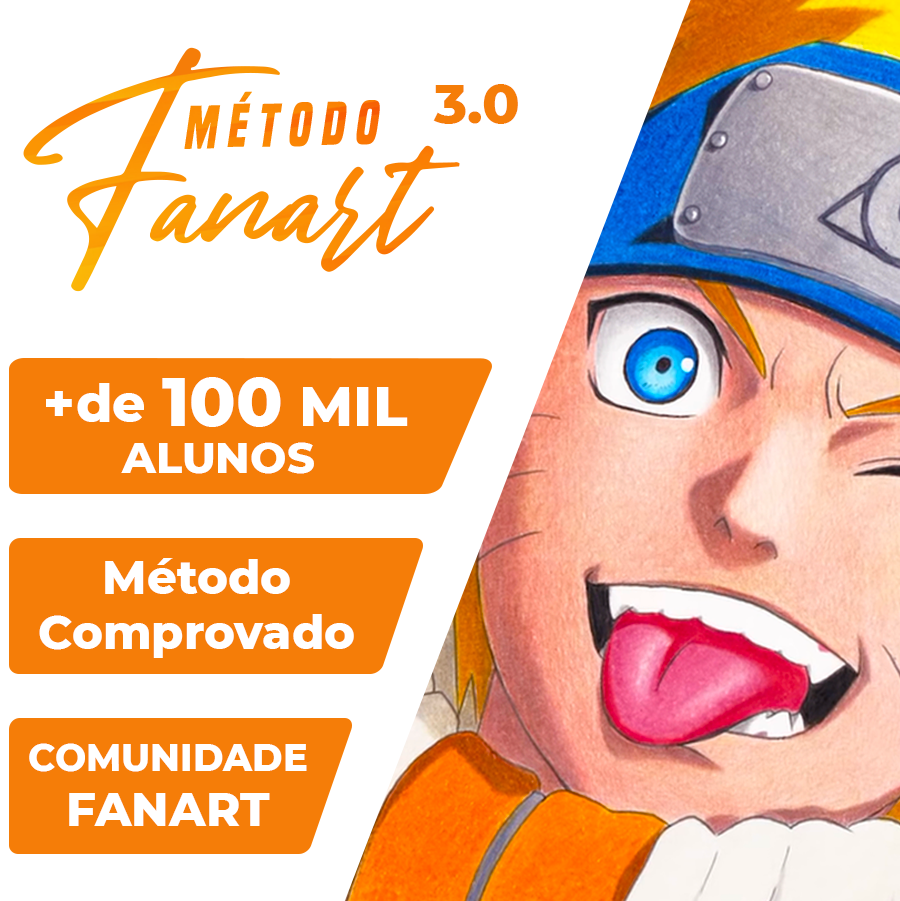 MÉTODO 3.0
Fanart
+de 100 MIL
ALUNOS
Método
Comprovado
COMUNIDADE
FANART